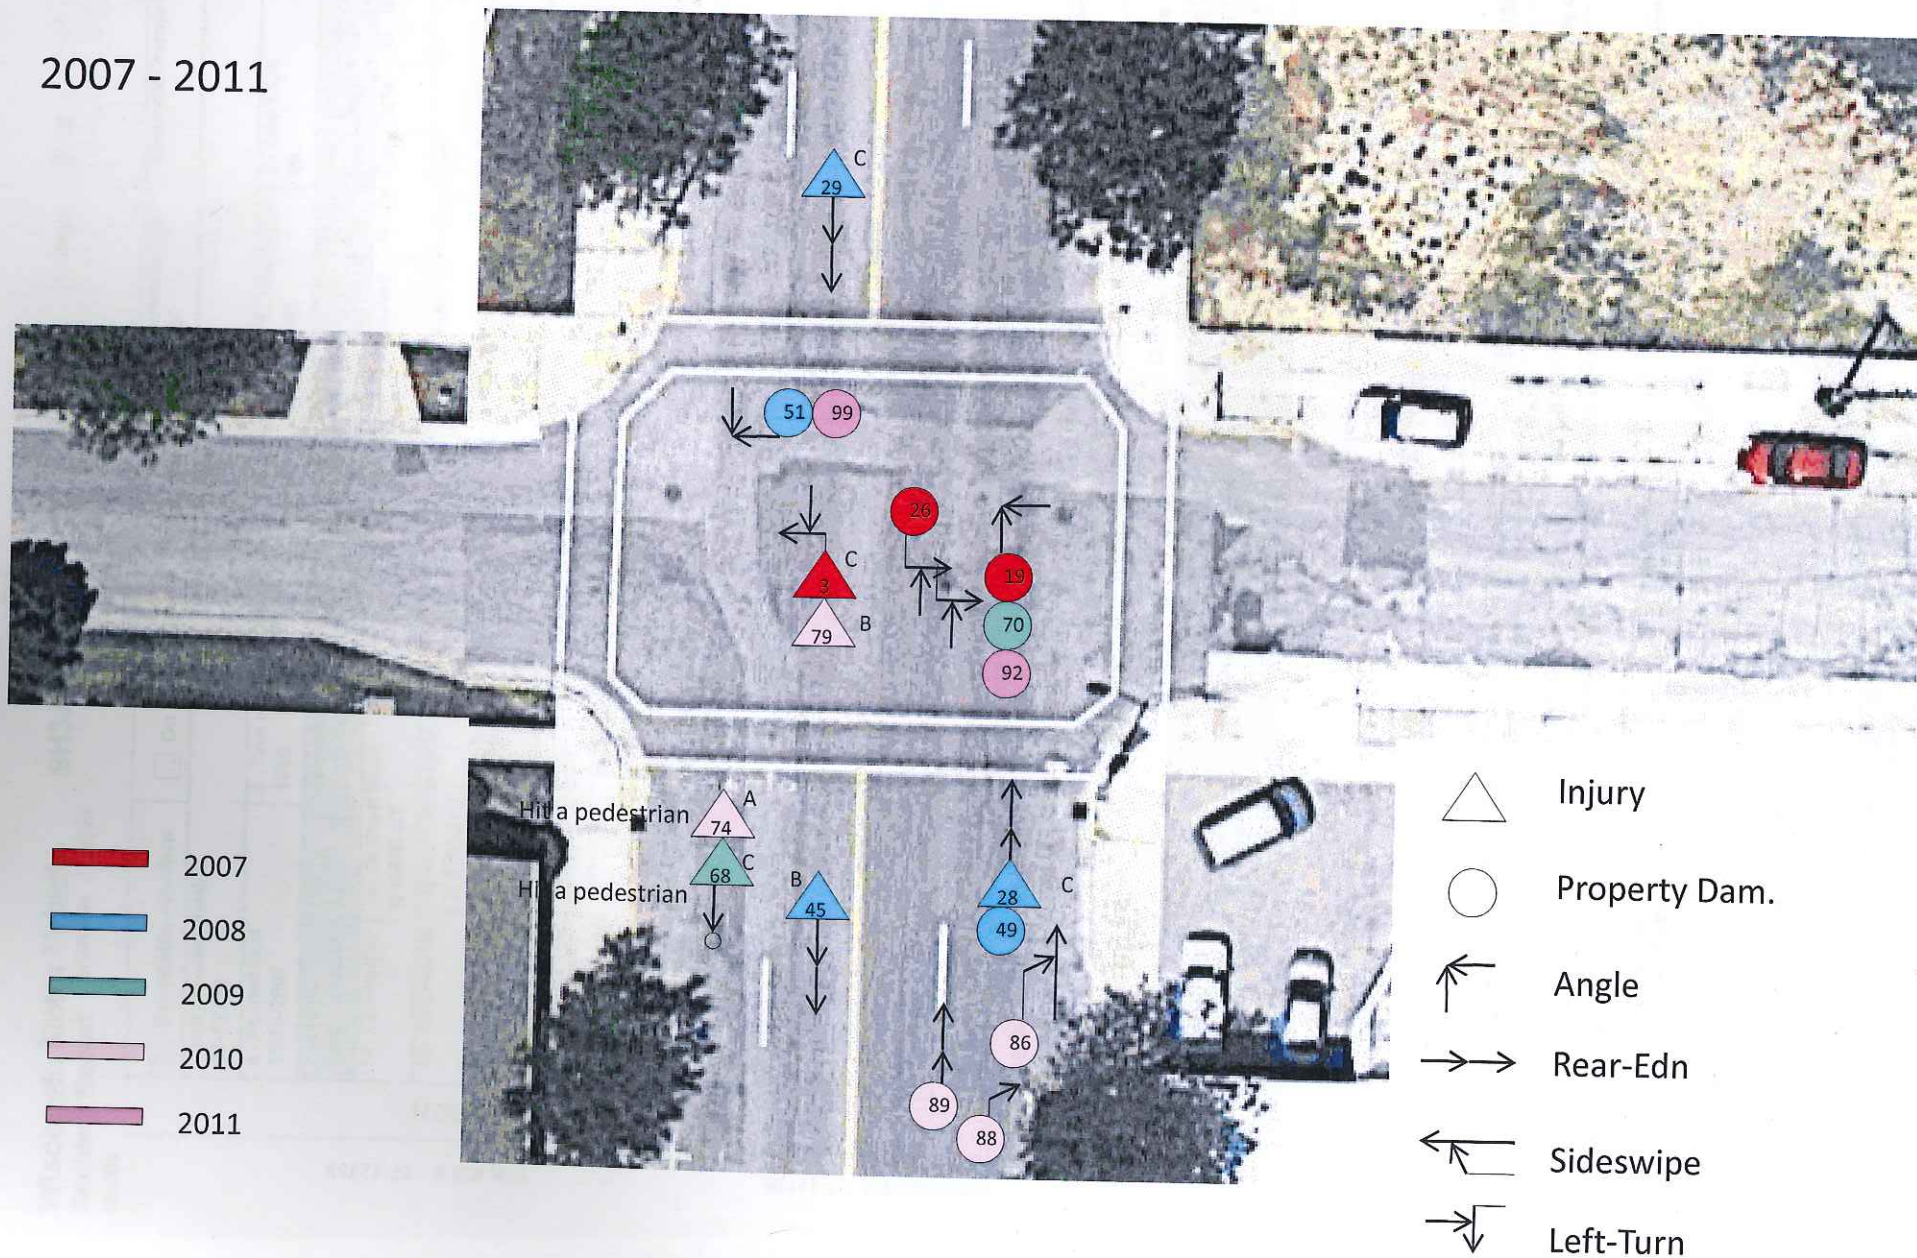 2007 - 2011
C
29
51
99
26
C
3
19
B
79
70
92
A
Hit a pedestrian
74
C
68
Hit a pedestrian
B
45
28
C
49
86
89
88
2007
2008
2009
2010
2011
Injury
Property Dam.
Angle
Rear-Edn
Sideswipe
Left-Turn